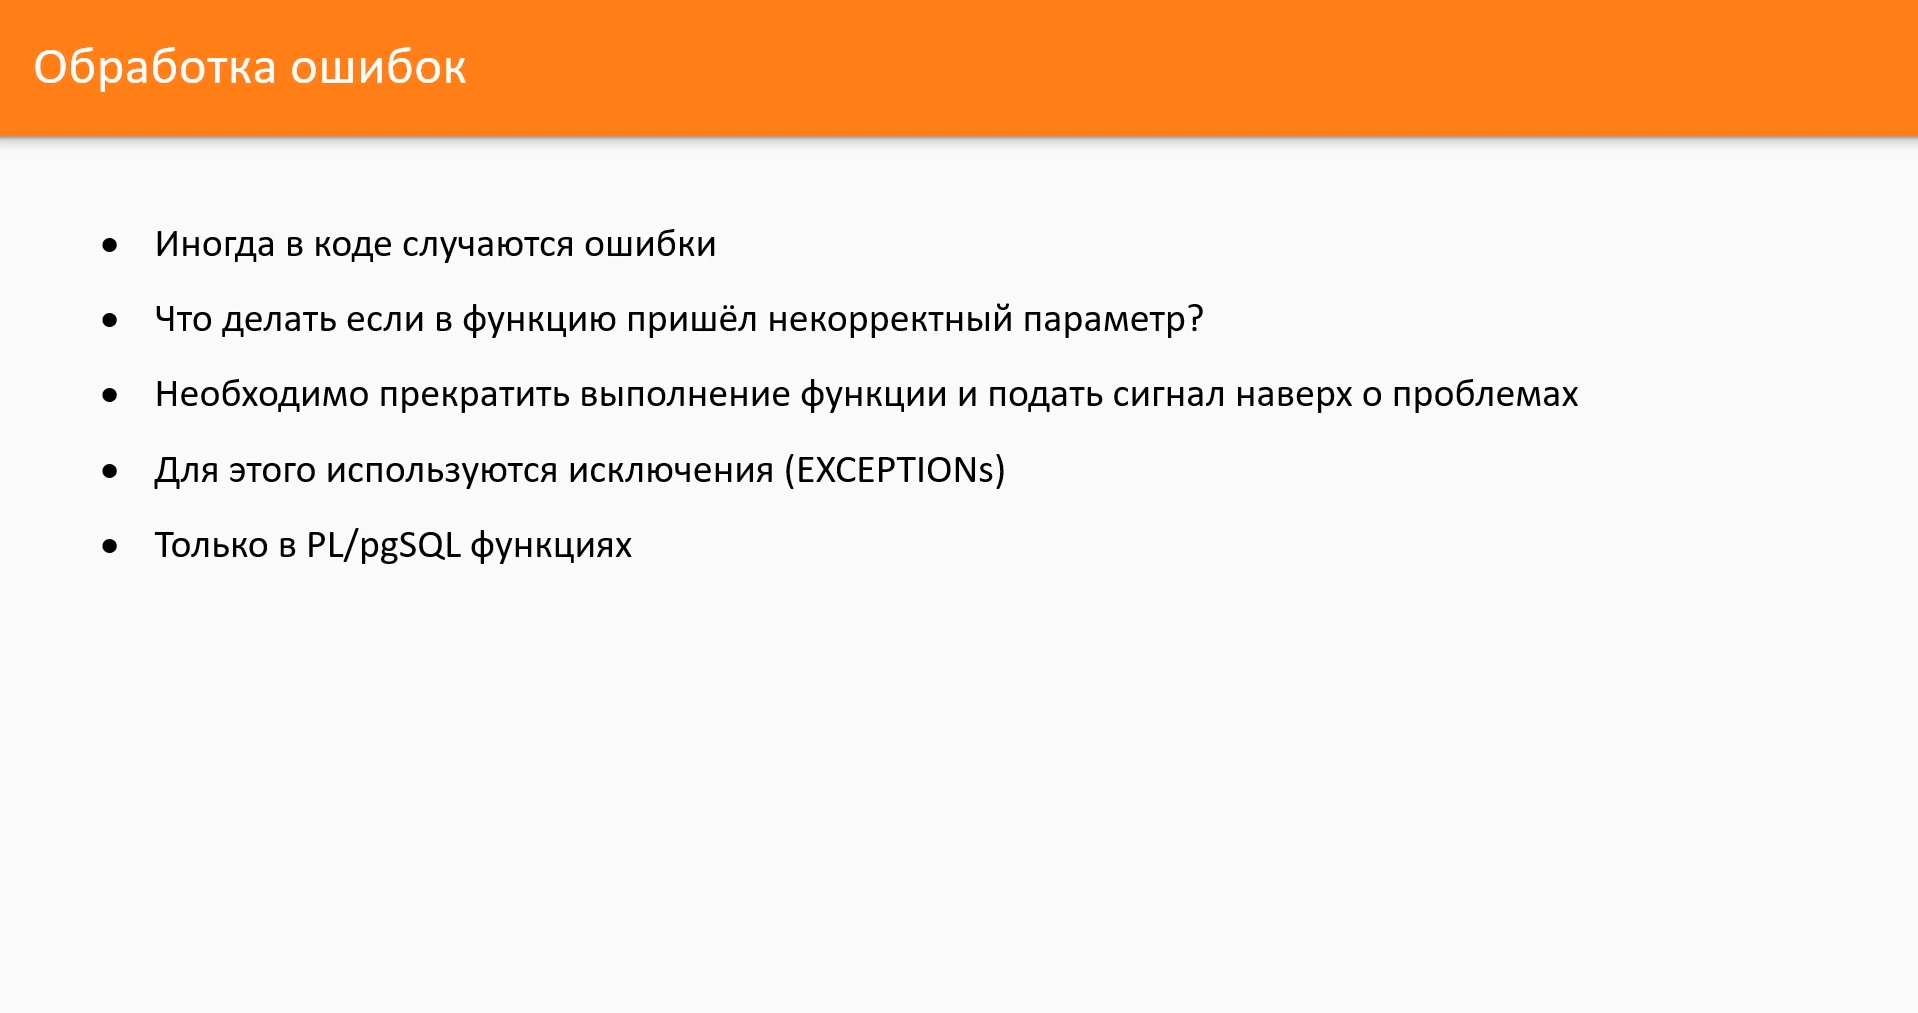 Обработка ошибок
● Иногда в коде случаются ошибки
● Что делать если в функцию пришёл некорректный параметр?
● Необходимо прекратить выполнение функции и подать сигнал наверх о проблемах
● Для этого используются исключения (EXCEPTIONs)
● Только в PL/pgSQL функциях